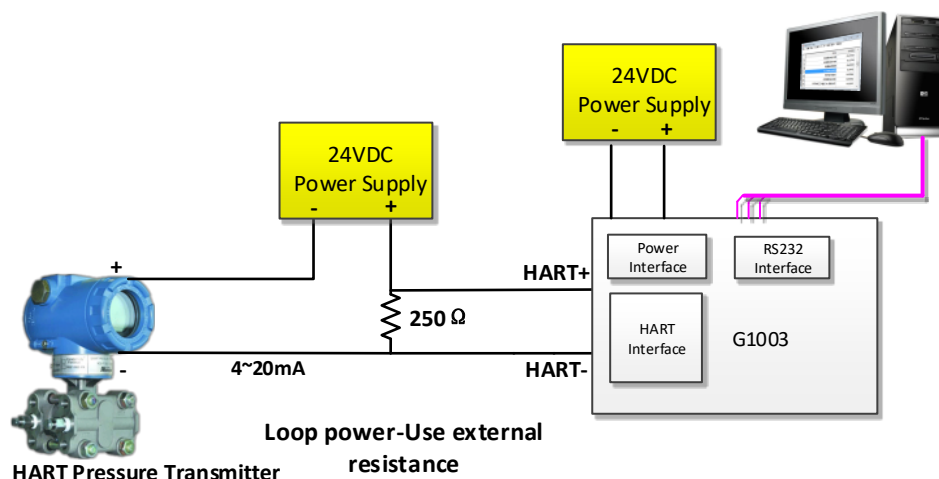 24VDC
Power Supply
-
+
24VDC
Power Supply
-
+
Power
Interface
RS232
Interface
HART+
+
250 Ω
HART
Interface
G1003
-
4~20mA
HART-
Loop power-Use external
resistance
HART Pressure Transmitter